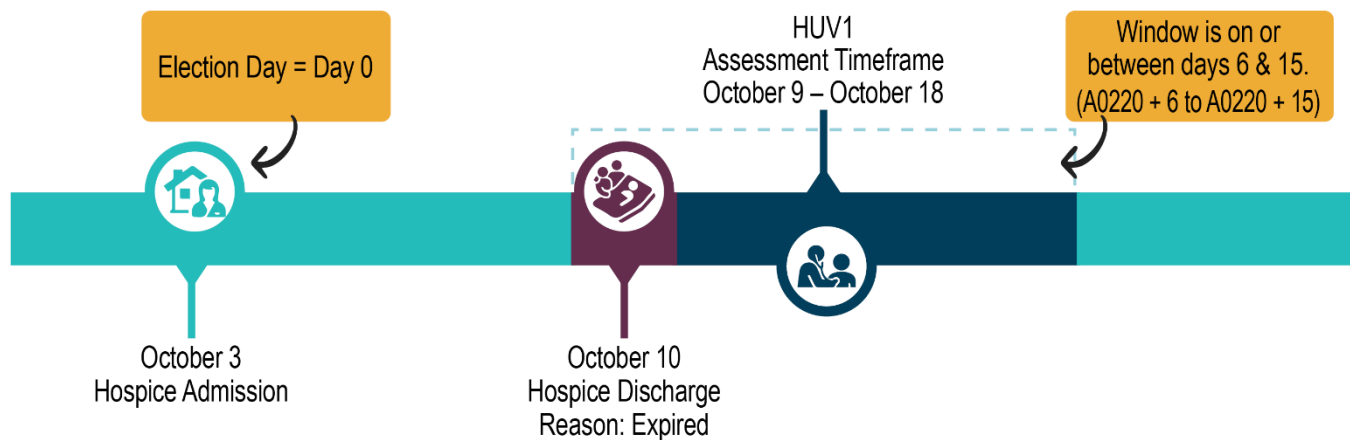 Election Day = Day 0
HUV1
Assessment Timeframe
October 9 – October 18
Window is on or
between days 6 & 15.
(A0220 + 6 to A0220 + 15)
October 3
Hospice Admission
October 10
Hospice Discharge
Reason: Expired